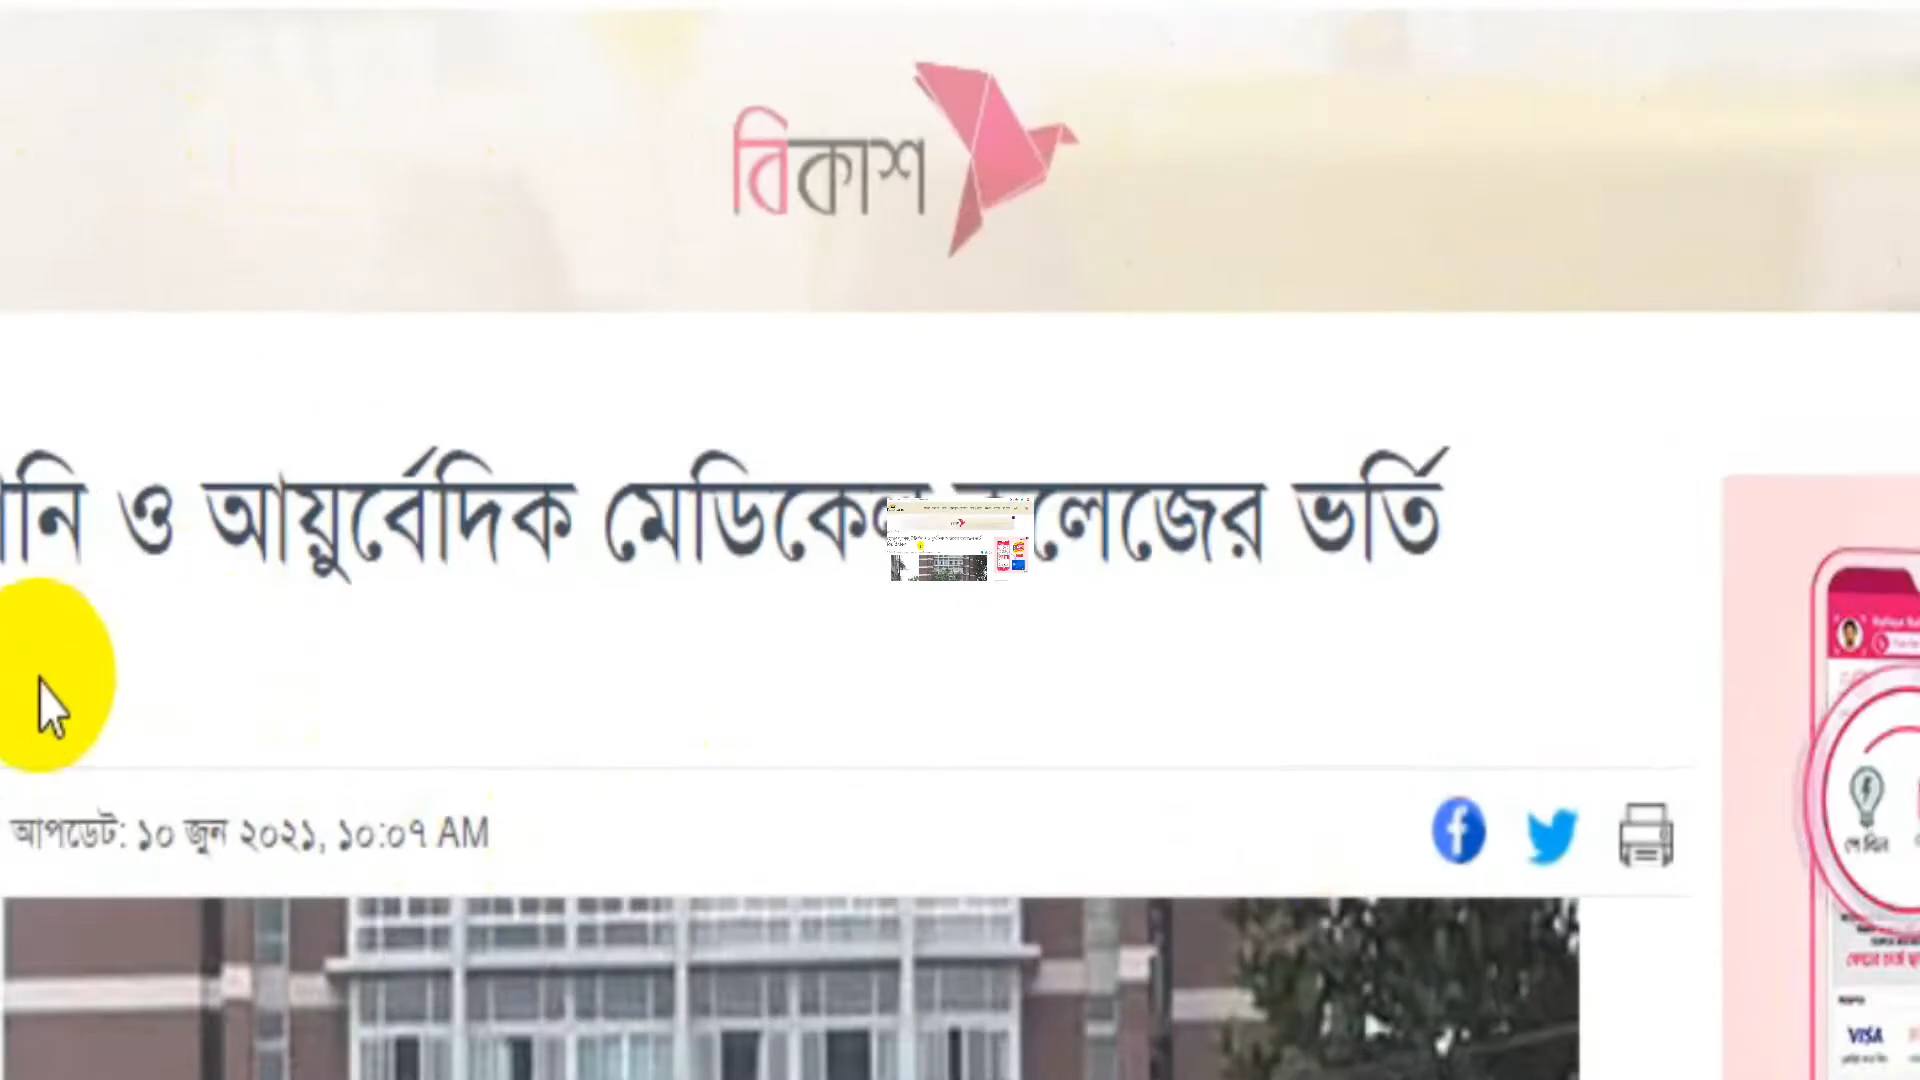 বিকাশ
নি ও আয়ুর্বেদিক মেডিকেল কলেজের ভর্তি
আপডেট: ১০ জুন ২০২১, ১০:০৭ AM
পে বিল
VISA